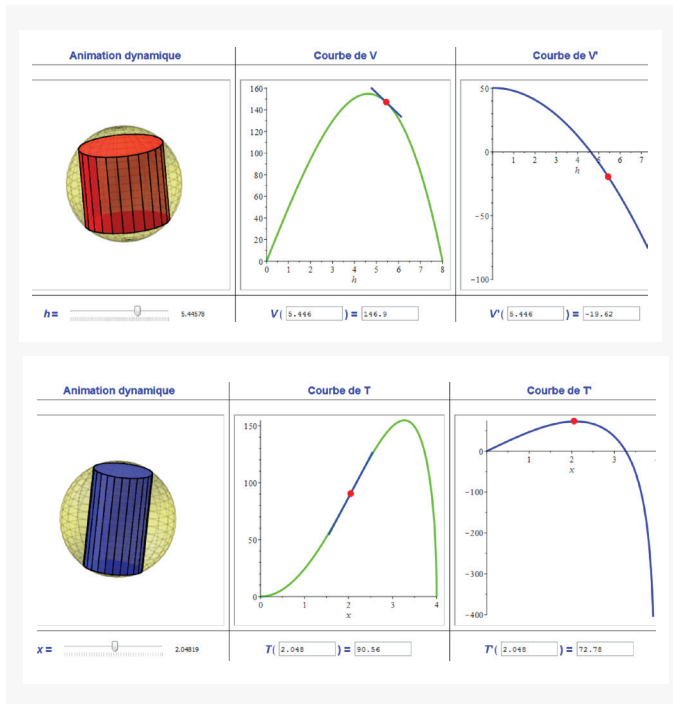 Animation dynamique Courbe de V Courbe de V'
160
140
120
100
80
60
40
20
0
0 1 2 3 4 5 6 7 8
h
50
0
-50
-100
1 2 3 4 5 6 7
h
h = 5.44578 V( 5.446 ) = 146.9 V'( 5.446 ) = -19.62
Animation dynamique Courbe de T Courbe de T'
150
100
50
0
0 1 2 3 4
x
0
-100
-200
-300
-400
1 2 3
x
x = 2.04819 T( 2.048 ) = 90.56 T'( 2.048 ) = 72.78